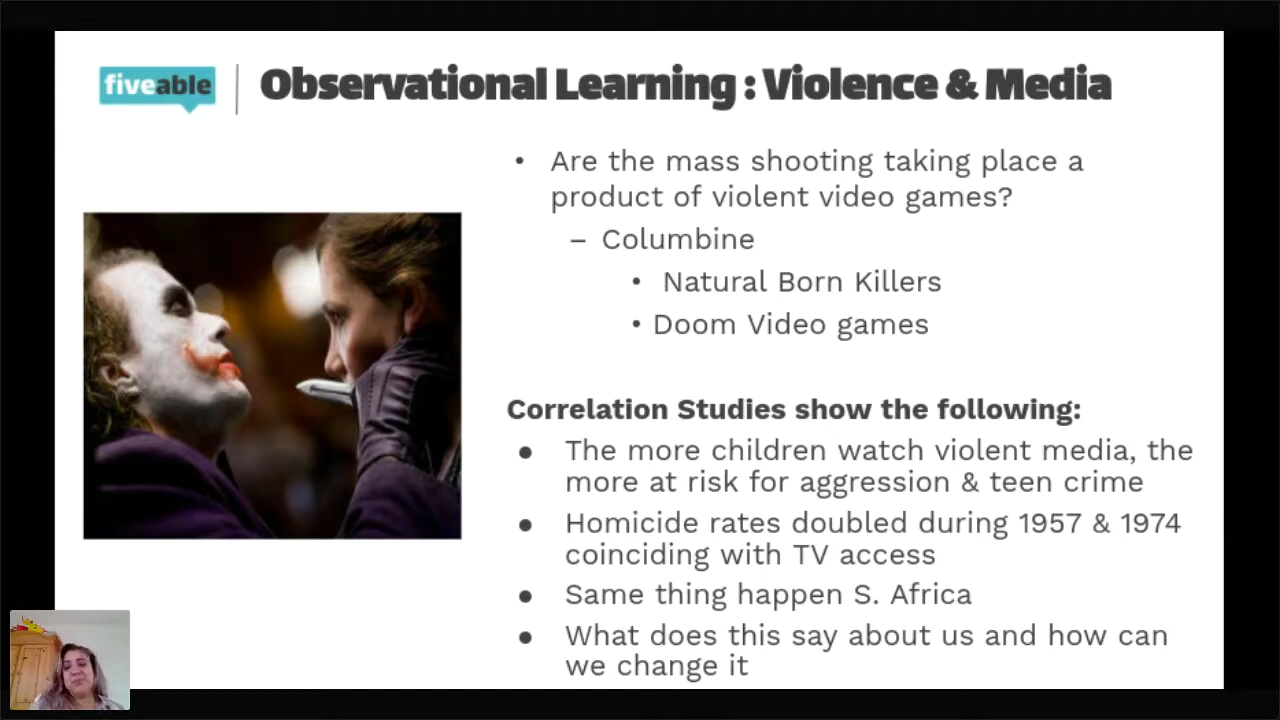 fiveable
Observational Learning : Violence & Media
• Are the mass shooting taking place a
product of violent video games?
– Columbine
• Natural Born Killers
• Doom Video games
Correlation Studies show the following:
● The more children watch violent media, the
more at risk for aggression & teen crime
● Homicide rates doubled during 1957 & 1974
coinciding with TV access
● Same thing happen S. Africa
● What does this say about us and how can
we change it